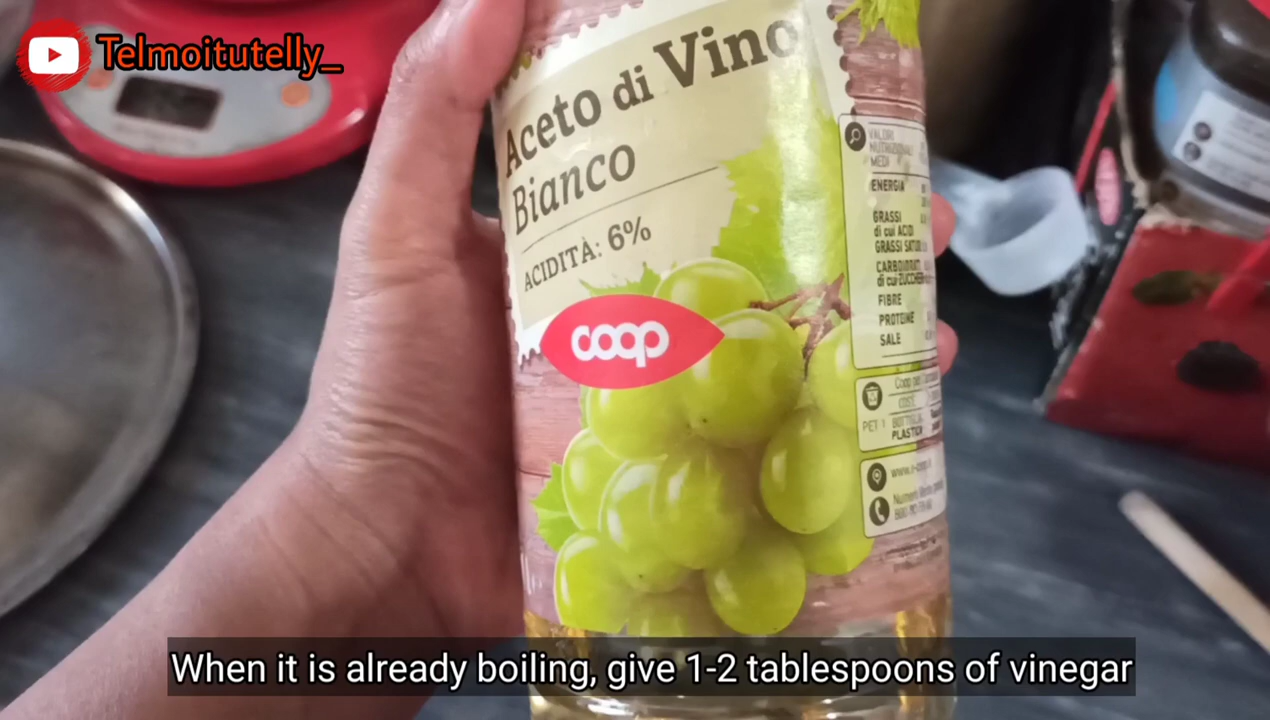 Telmoitutelly_
Aceto di Vino
Bianco
ACIDITÀ: 6%
coop
VALORI
NUTRIZIONALI
MEDI
ENERGIA
GRASSI
di cui ACIDI
GRASSI SATURI
CARBOIDRATI
di cui ZUCCHERI
FIBRE
PROTEINE
SALE
PET 1
BOTTIGLIA
PLASTICA
When it is already boiling, give 1-2 tablespoons of vinegar